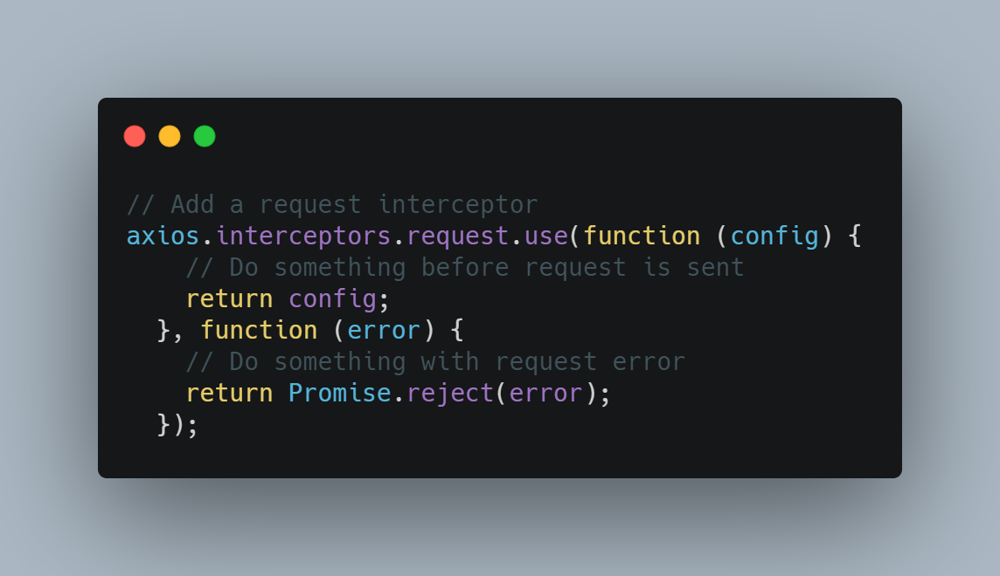 // Add a request interceptor
axios.interceptors.request.use(function (config) {
    // Do something before request is sent
    return config;
  }, function (error) {
    // Do something with request error
    return Promise.reject(error);
  });